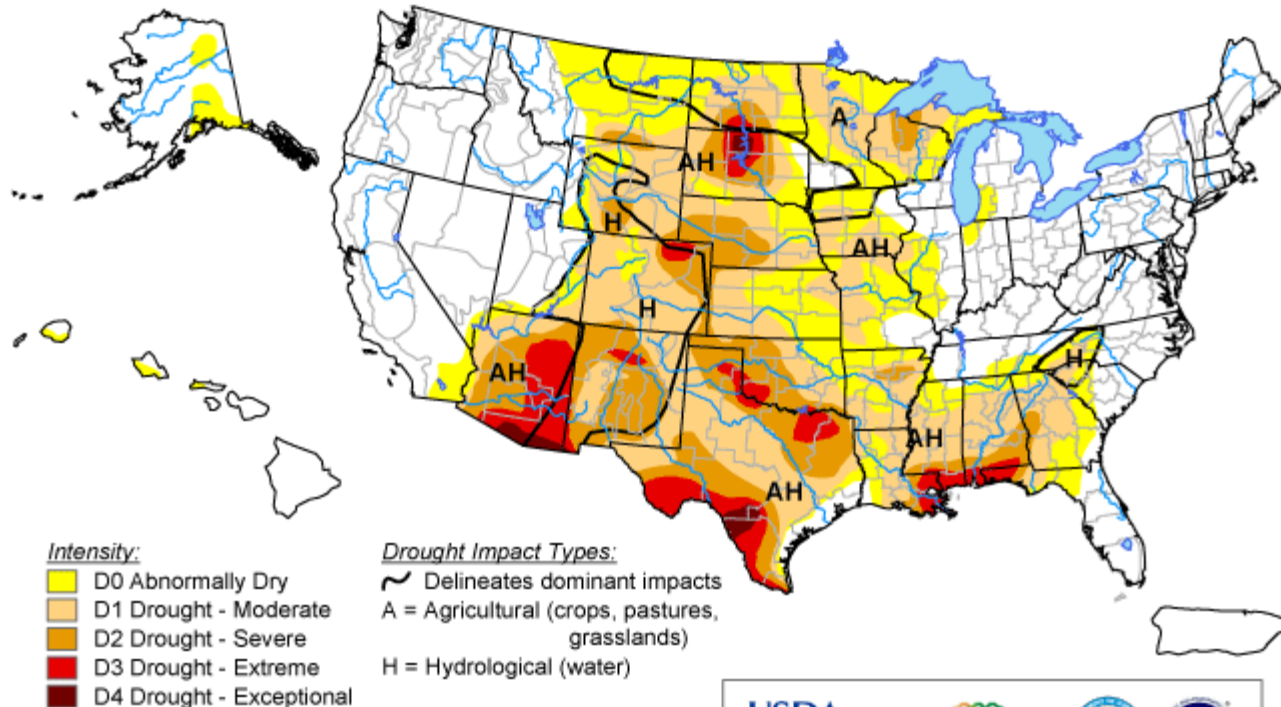 A
AH
H
AH
H
H
AH
AH
AH
Intensity:
D0 Abnormally Dry
D1 Drought - Moderate
D2 Drought - Severe
D3 Drought - Extreme
D4 Drought - Exceptional
Drought Impact Types:
Delineates dominant impacts
A = Agricultural (crops, pastures,
grasslands)
H = Hydrological (water)
USDA